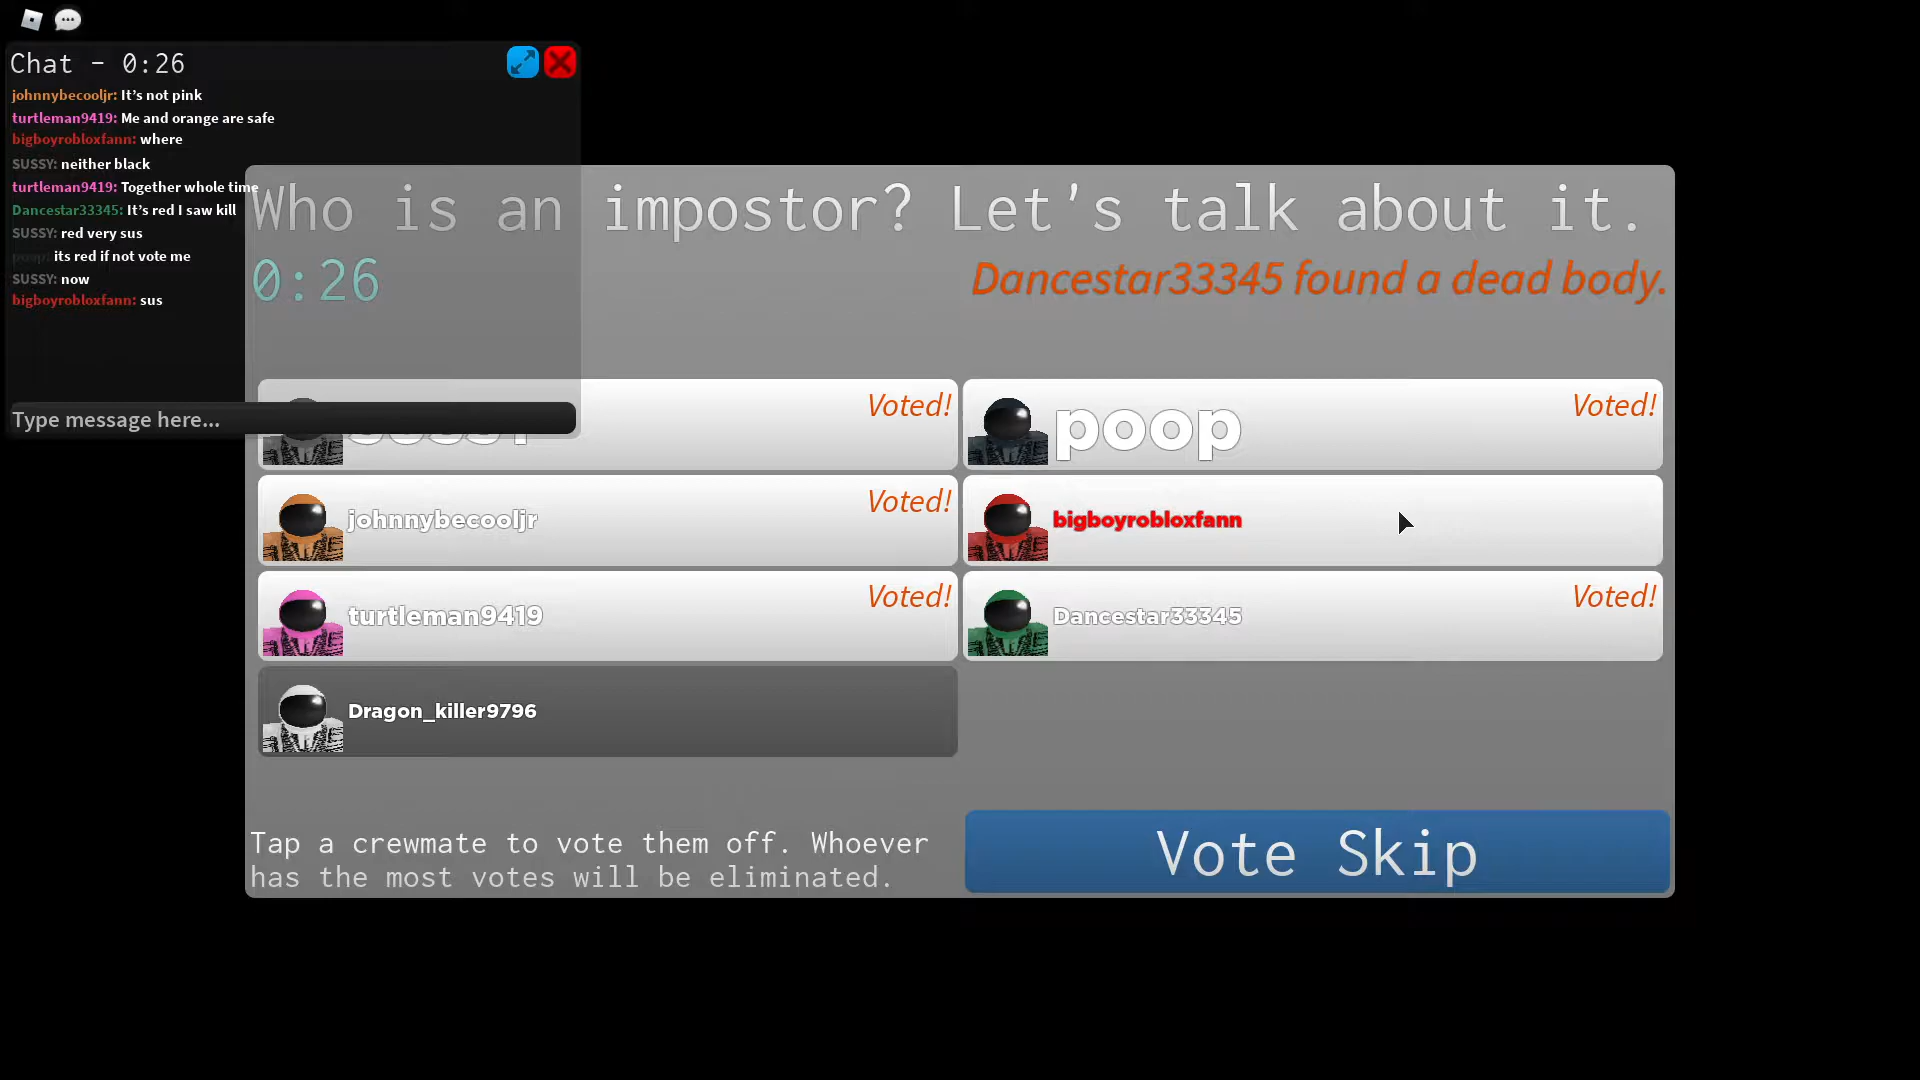 Chat - 0:26
johnnybecooljr: It's not pink
turtleman9419: Me and orange are safe
bigboyrobloxfann: where
SUSSY: neither black
turtleman9419: Together whole time
Dancestar33345: It's red I saw kill
SUSSY: red very sus
poop: its red if not vote me
SUSSY: now
bigboyrobloxfann: sus
Type message here...
Who is an impostor? Let's talk about it.
0:26
Dancestar33345 found a dead body.
SUSSY
Voted!
poop
Voted!
johnnybecooljr
Voted!
bigboyrobloxfann
turtleman9419
Voted!
Dancestar33345
Voted!
Dragon_killer9796
Tap a crewmate to vote them off. Whoever
has the most votes will be eliminated.
Vote Skip